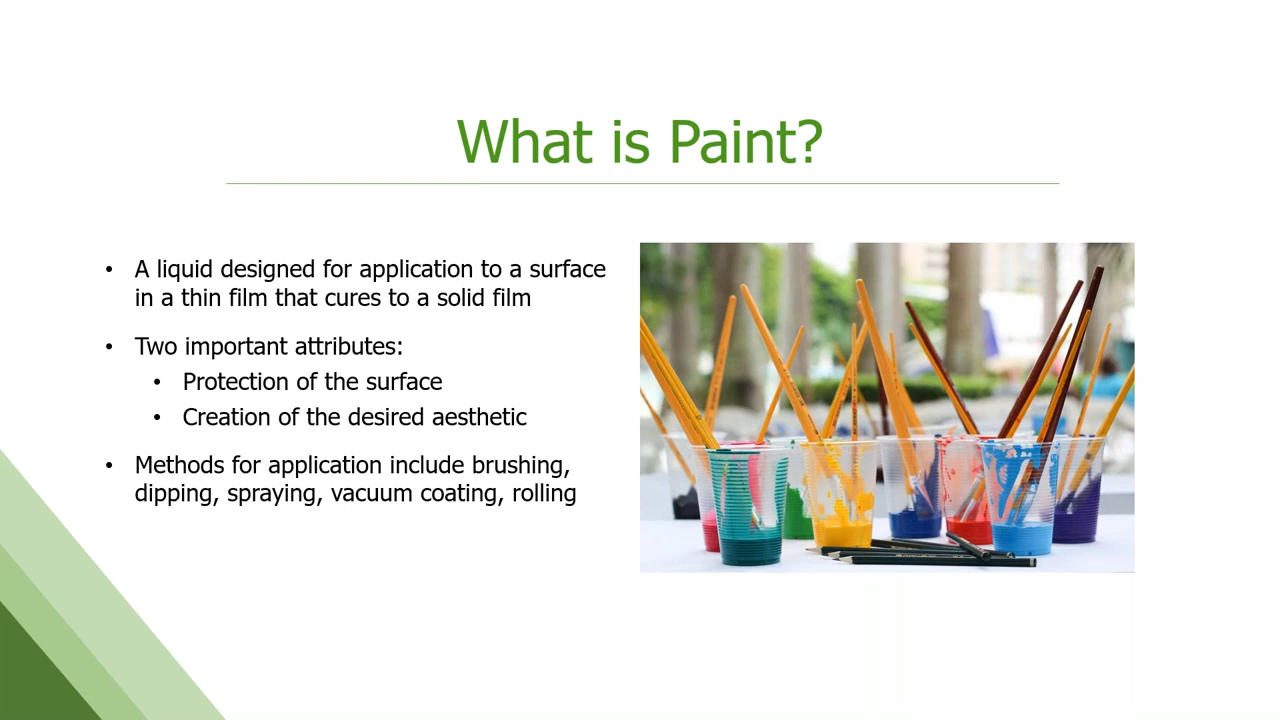 What is Paint?
• A liquid designed for application to a surface
in a thin film that cures to a solid film
• Two important attributes:
• Protection of the surface
• Creation of the desired aesthetic
• Methods for application include brushing,
dipping, spraying, vacuum coating, rolling